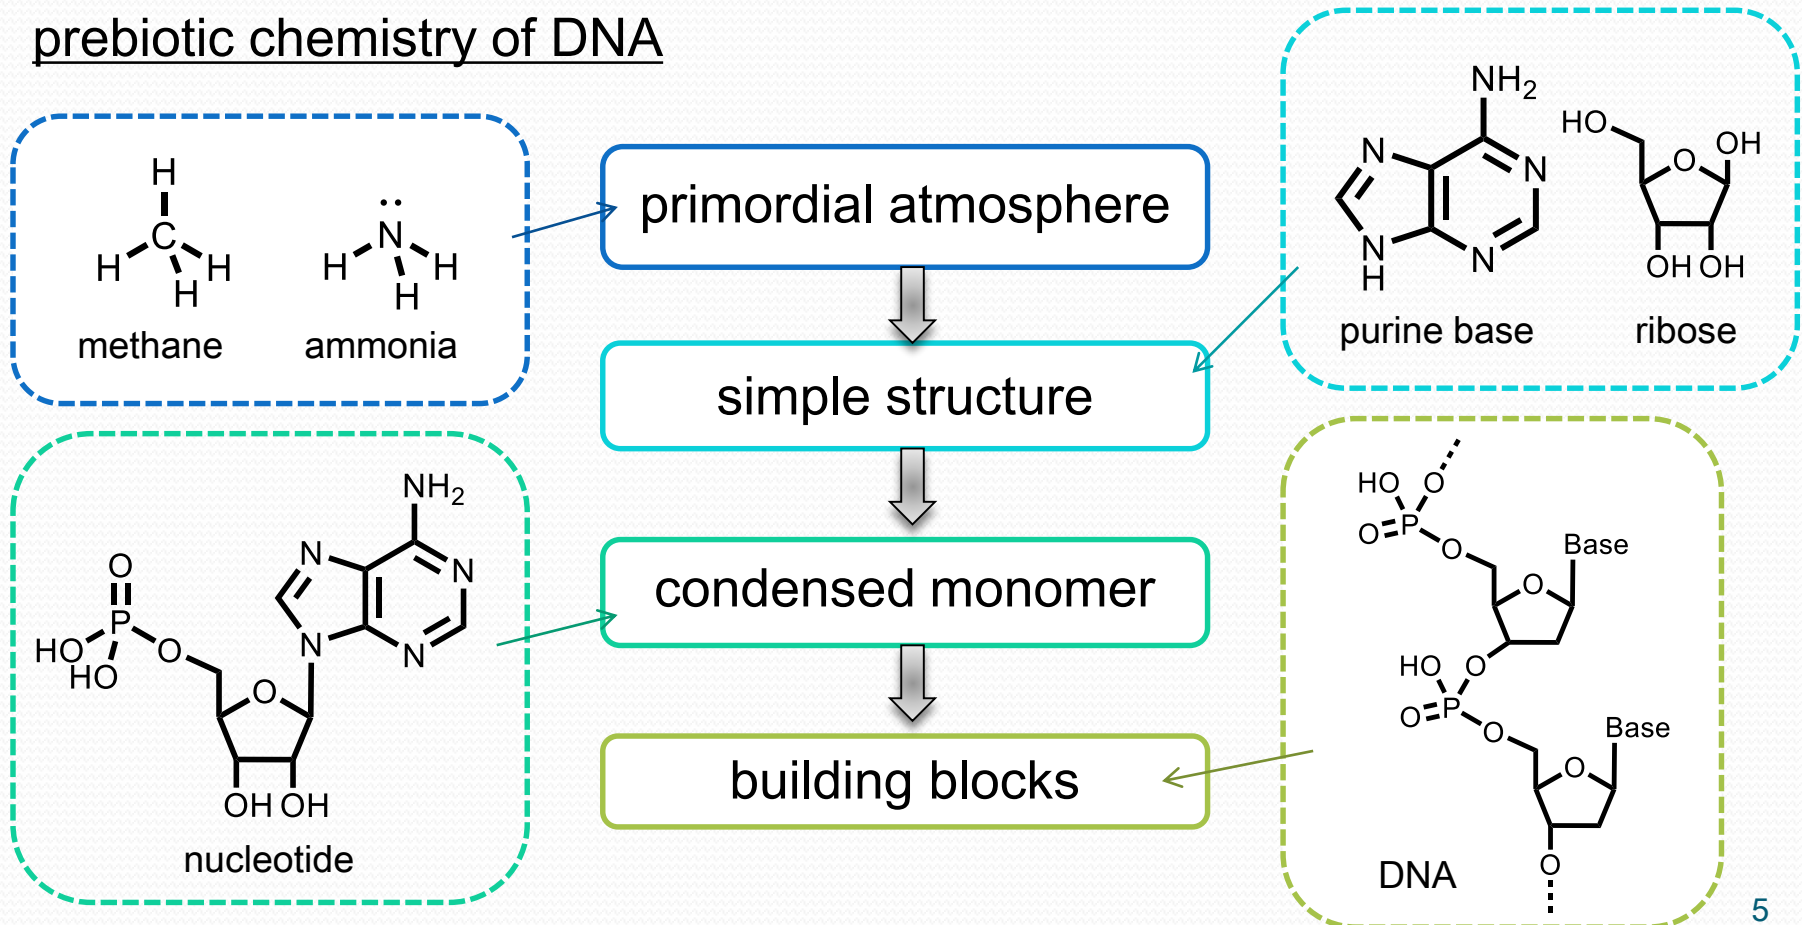 prebiotic chemistry of DNA
H
C
H
H
H
methane
N
H
H
H
ammonia
primordial atmosphere
simple structure
condensed monomer
building blocks
NH2
N
N
N
H
N
purine base
HO
O
OH
OH OH
ribose
NH2
N
N
N
N
O
P
HO
HO
O
O
OH OH
nucleotide
HO O
P
O
O
Base
O
HO O
P
O
O
Base
O
O
DNA
5